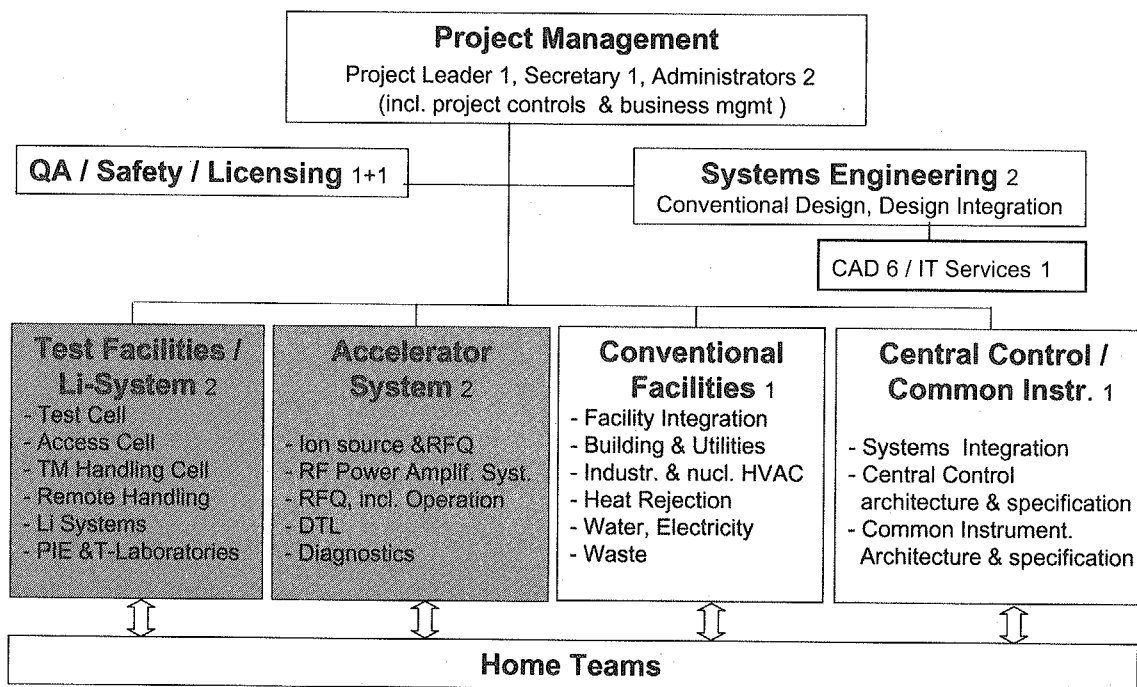 Project Management
Project Leader 1, Secretary 1, Administrators 2
(incl. project controls & business mgmt )
QA / Safety / Licensing 1+1
Systems Engineering 2
Conventional Design, Design Integration
CAD 6 / IT Services 1
Test Facilities /
Li-System 2
- Test Cell
- Access Cell
- TM Handling Cell
- Remote Handling
- Li Systems
- PIE &T-Laboratories
Accelerator
System 2
- Ion source &RFQ
- RF Power Amplif. Syst.
- RFQ, incl. Operation
- DTL
- Diagnostics
Conventional
Facilities 1
- Facility Integration
- Building & Utilities
- Industr. & nucl. HVAC
- Heat Rejection
- Water, Electricity
- Waste
Central Control /
Common Instr. 1
- Systems Integration
- Central Control
architecture & specification
- Common Instrument.
Architecture & specification
Home Teams